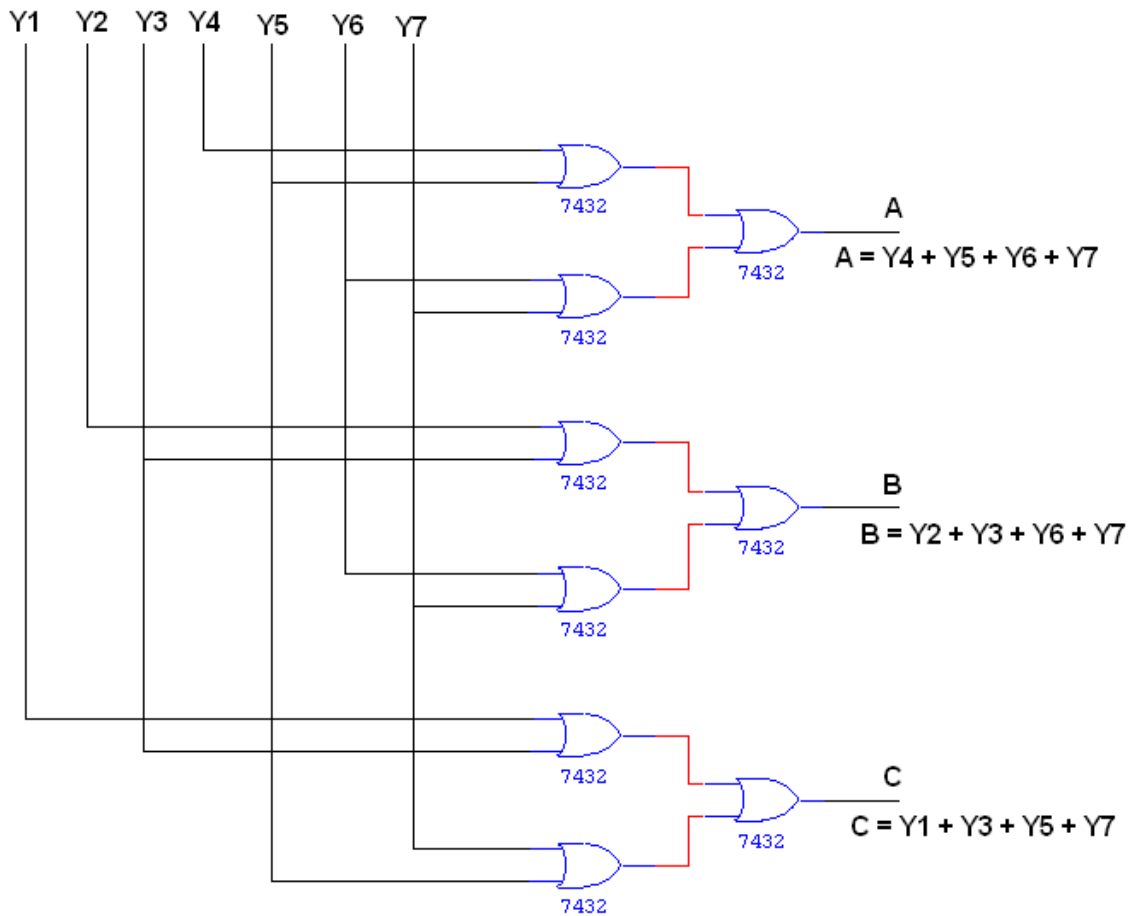 Y1 Y2 Y3 Y4 Y5 Y6 Y7
7432
A
7432
A = Y4 + Y5 + Y6 + Y7
7432
7432
B
7432
B = Y2 + Y3 + Y6 + Y7
7432
7432
C
7432
C = Y1 + Y3 + Y5 + Y7
7432